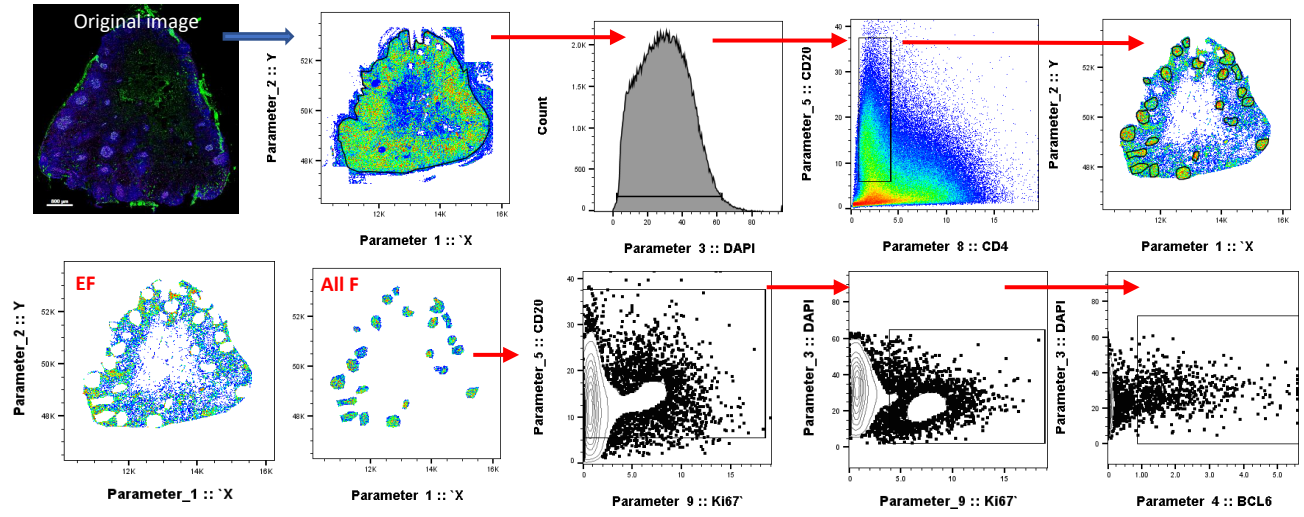 Original image
800 µm
Parameter_2 :: Y
52K
50K
48K
12K
14K
16K
Parameter 1 :: `X
Count
2.0K
1.5K
1.0K
500
0
0
20
40
60
80
Parameter 3 :: DAPI
Parameter_5 :: CD20
40
30
20
10
0
0
5.0
10
15
Parameter 8 :: CD4
Parameter_2 :: Y
52K
50K
48K
12K
14K
16K
Parameter 1 :: `X
EF
Parameter_2 :: Y
52K
50K
48K
12K
14K
16K
Parameter_1 :: `X
All F
52K
50K
48K
12K
14K
16K
Parameter 1 :: `X
Parameter_5 :: CD20
40
30
20
10
0
0
5.0
10
15
Parameter 9 :: Ki67`
Parameter_3 :: DAPI
80
60
40
20
0
0
5.0
10
15
Parameter_9 :: Ki67`
Parameter_3 :: DAPI
80
60
40
20
0
0
1.00
2.0
3.0
4.0
5.0
Parameter 4 :: BCL6